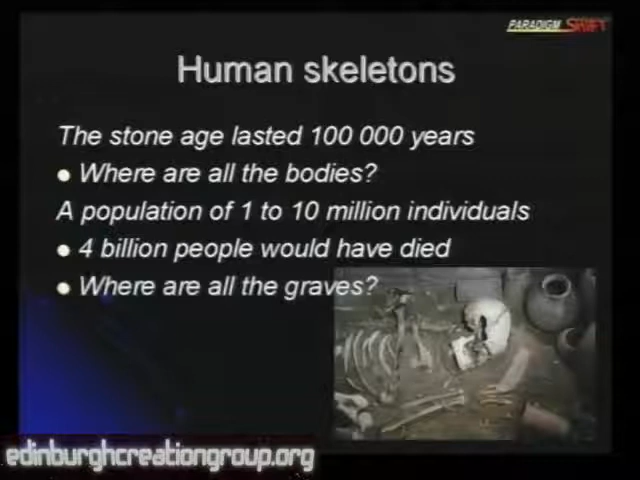 PARADIGM SHIFT
Human skeletons
The stone age lasted 100 000 years
Where are all the bodies?
A population of 1 to 10 million individuals
4 billion people would have died
Where are all the graves?
edinburghcreationgroup.org